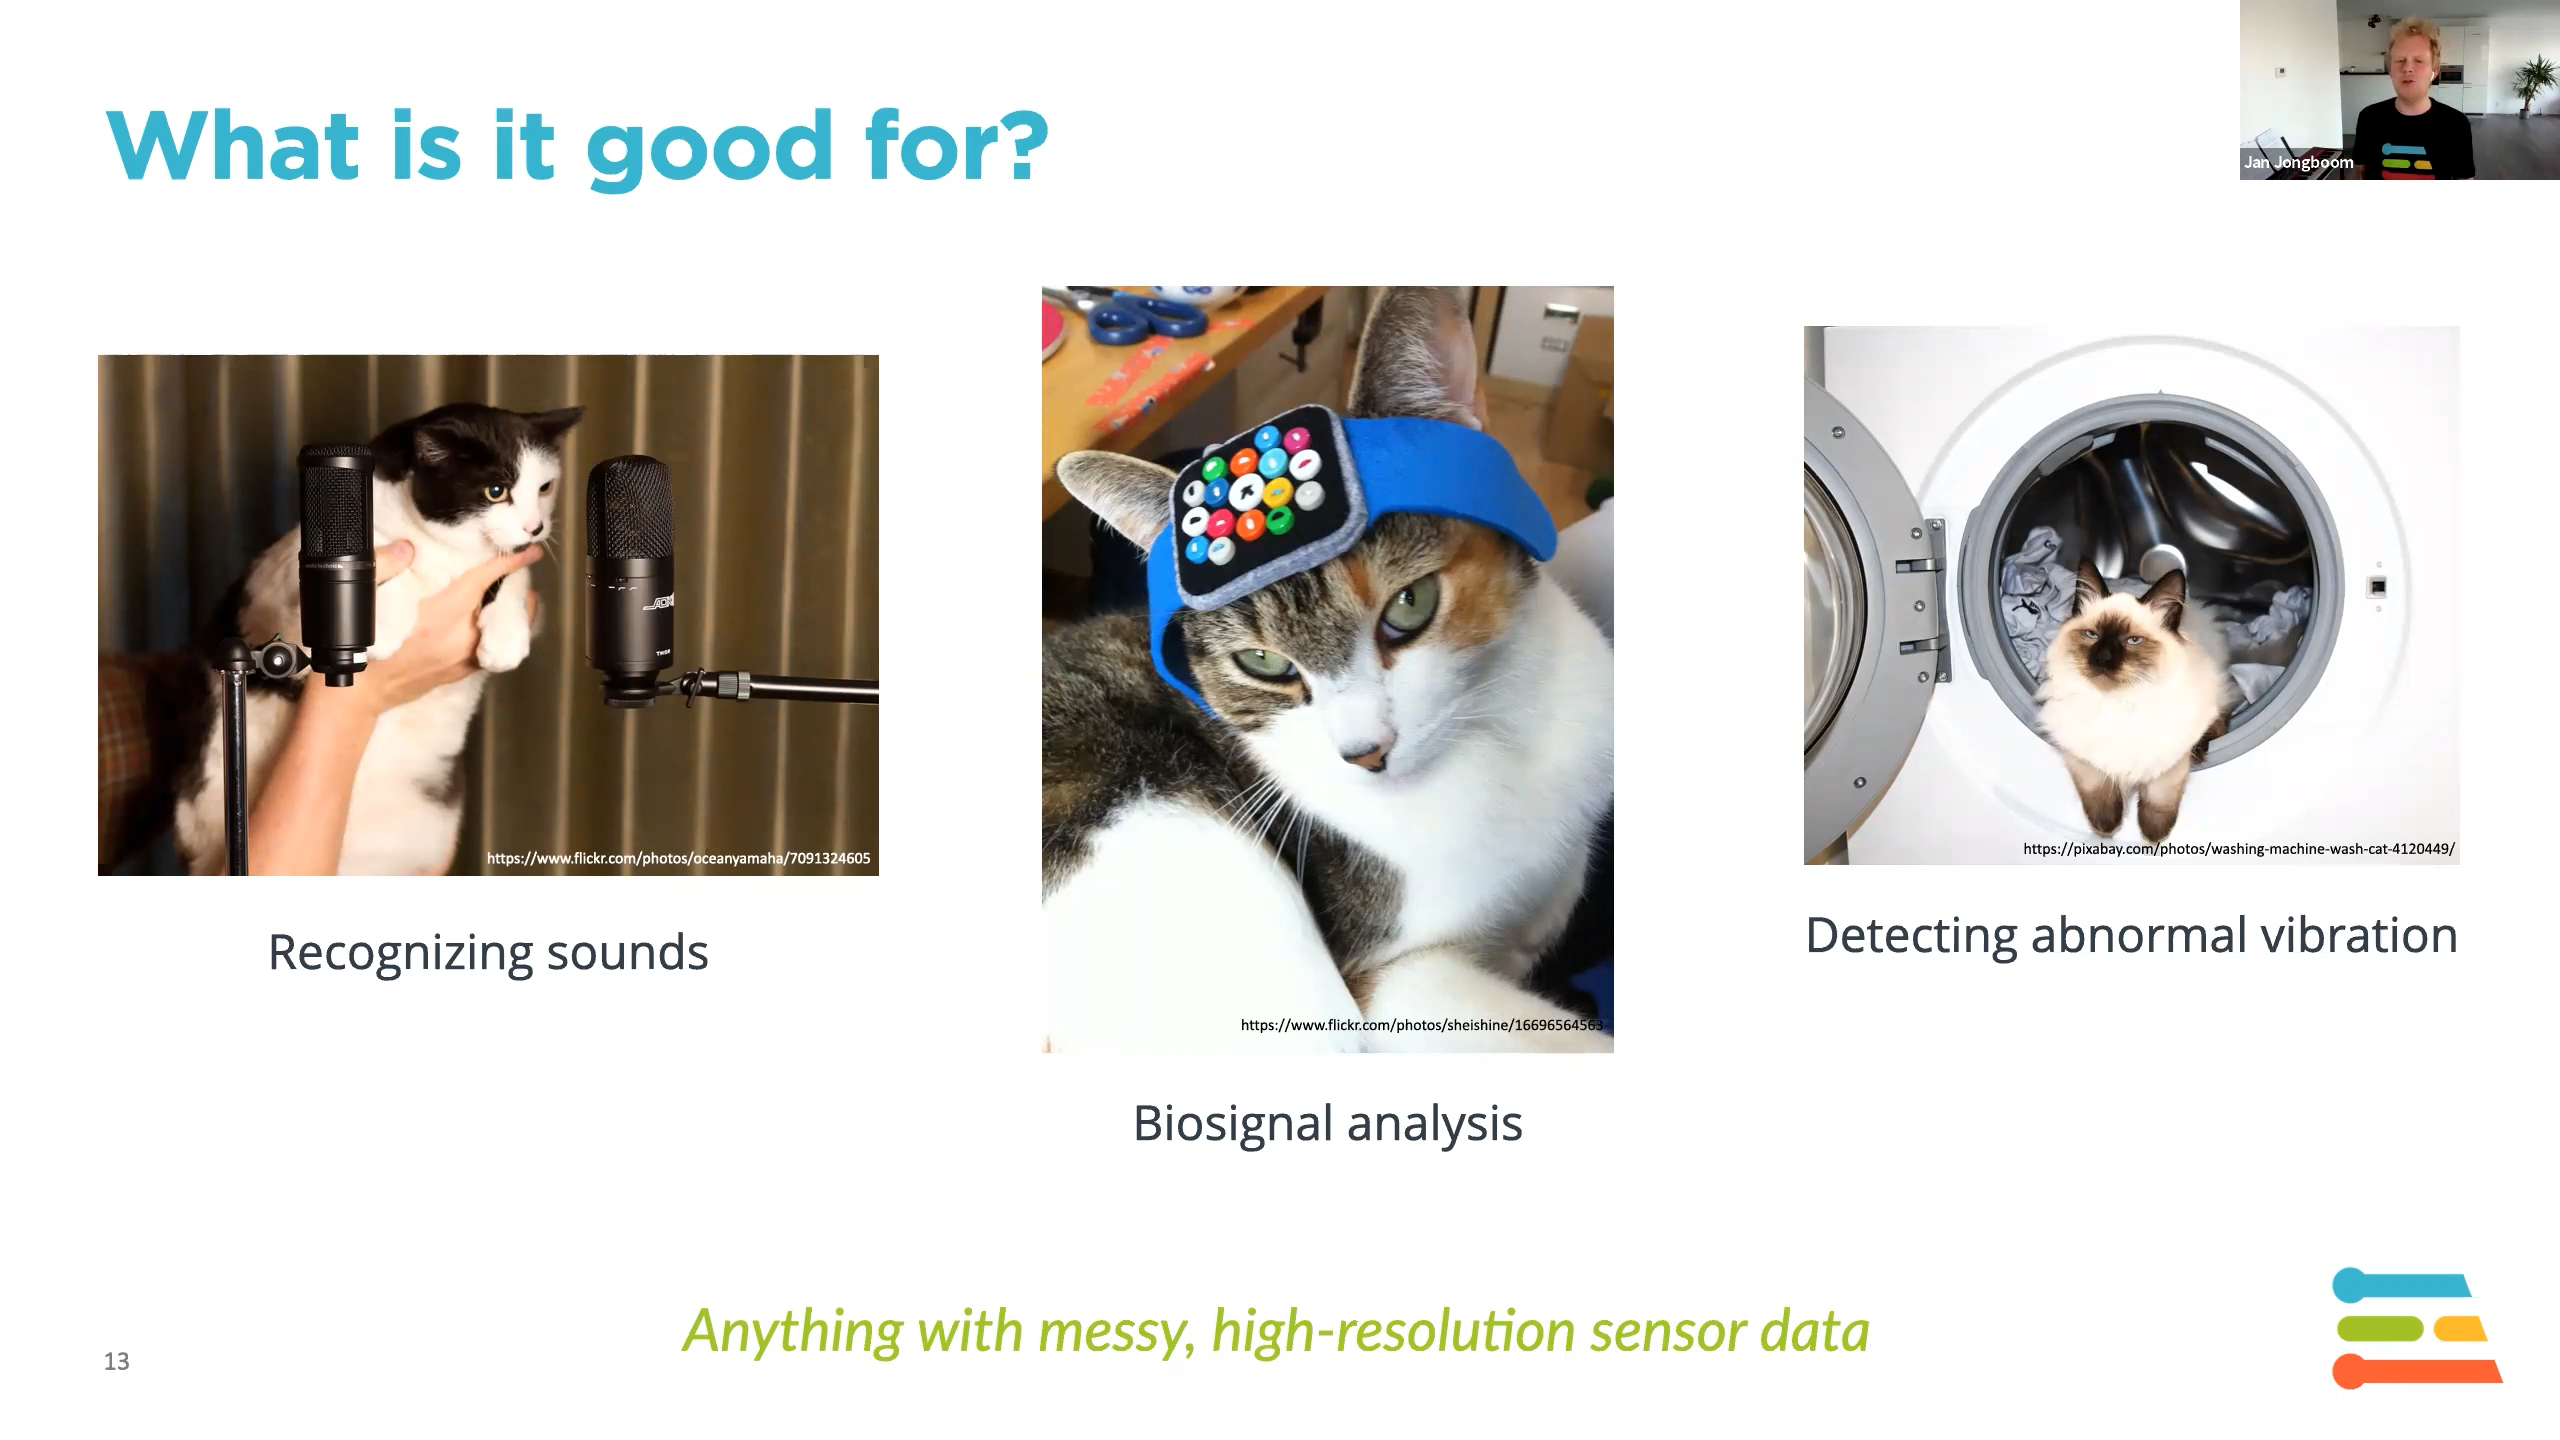 What is it good for?
Jan Jongboom
https://www.flickr.com/photos/oceanyamaha/7091324605
Recognizing sounds
https://www.flickr.com/photos/sheishine/16696564563
Biosignal analysis
https://pixabay.com/photos/washing-machine-wash-cat-4120449/
Detecting abnormal vibration
Anything with messy, high-resolution sensor data
13